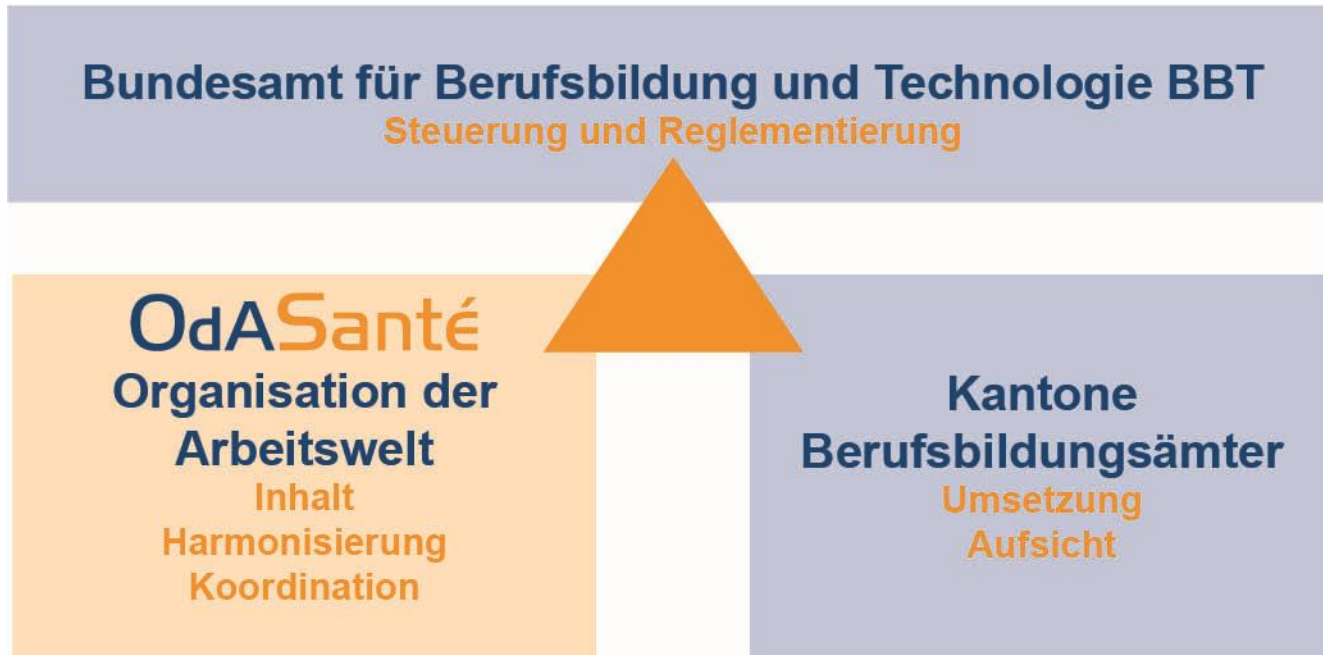 Bundesamt für Berufsbildung und Technologie BBT
Steuerung und Reglementierung
OdASanté
Organisation der
Arbeitswelt
Inhalt
Harmonisierung
Koordination
Kantone
Berufsbildungsämter
Umsetzung
Aufsicht